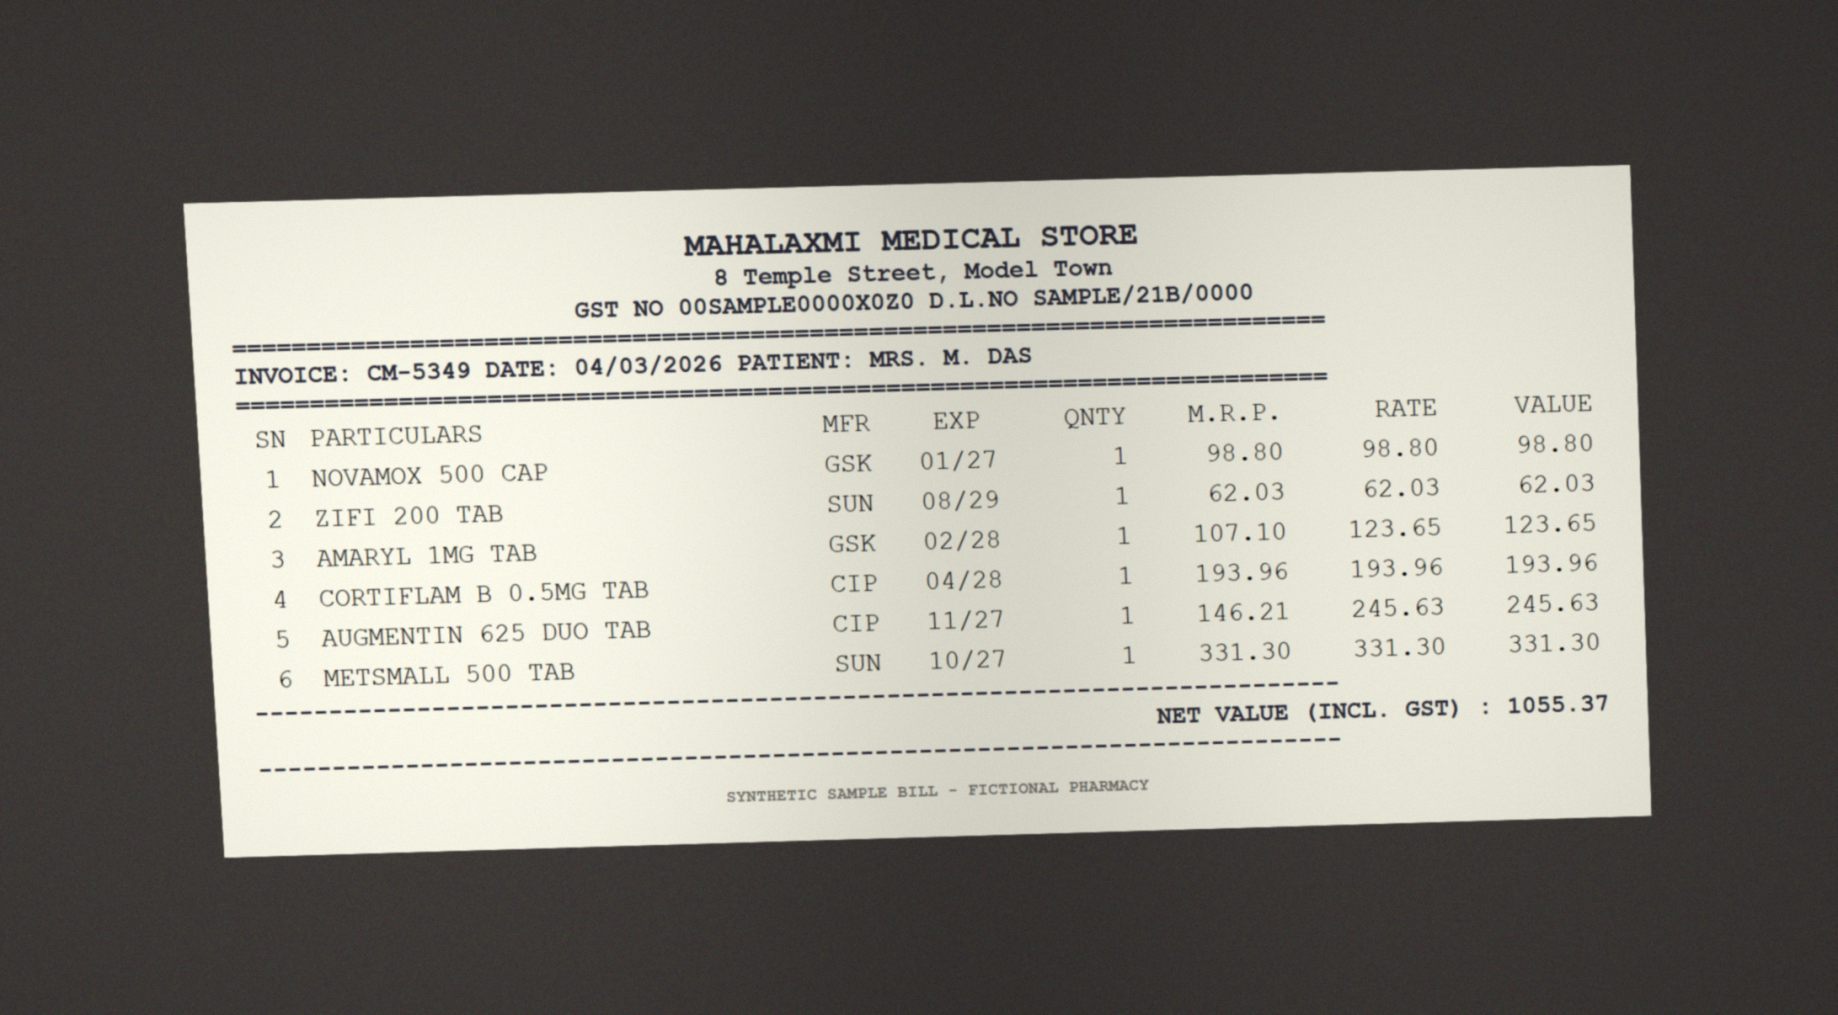 MAHALAXMI MEDICAL STORE
8 Temple Street, Model Town
GST NO 00SAMPLE0000X0Z0 D.L.NO SAMPLE/21B/0000
==========================================================================
INVOICE: CM-5349 DATE: 04/03/2026 PATIENT: MRS. M. DAS
==========================================================================
SN PARTICULARS MFR EXP QNTY M.R.P. RATE VALUE
1 NOVAMOX 500 CAP GSK 01/27 1 98.80 98.80 98.80
2 ZIFI 200 TAB SUN 08/29 1 62.03 62.03 62.03
3 AMARYL 1MG TAB GSK 02/28 1 107.10 123.65 123.65
4 CORTIFLAM B 0.5MG TAB CIP 04/28 1 193.96 193.96 193.96
5 AUGMENTIN 625 DUO TAB CIP 11/27 1 146.21 245.63 245.63
6 METSMALL 500 TAB SUN 10/27 1 331.30 331.30 331.30
--------------------------------------------------------------------------
NET VALUE (INCL. GST) : 1055.37
--------------------------------------------------------------------------
SYNTHETIC SAMPLE BILL - FICTIONAL PHARMACY